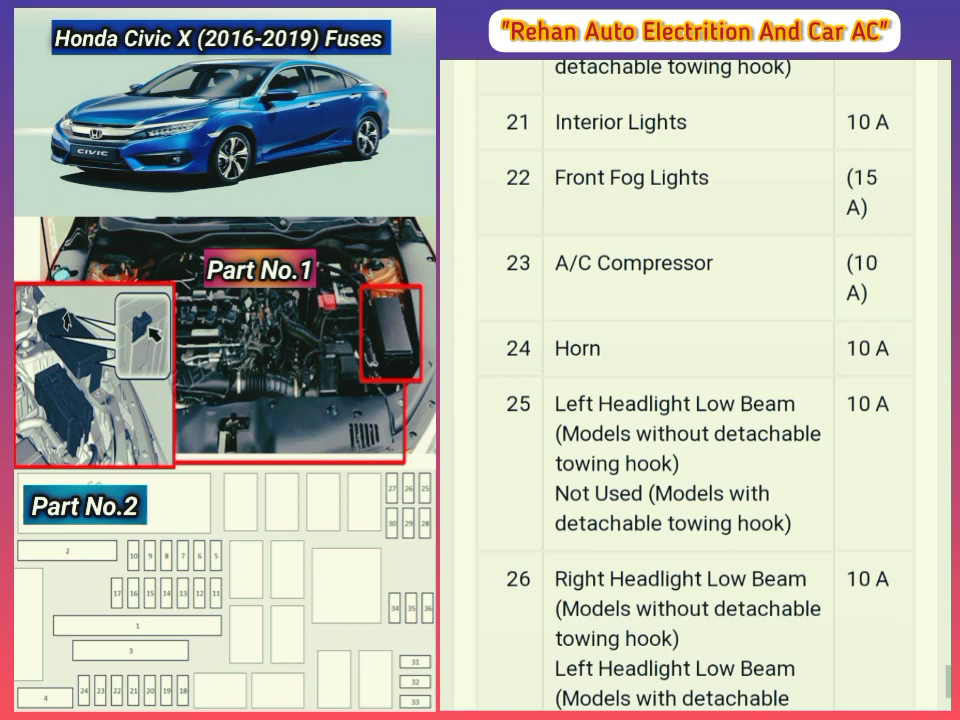 Honda Civic X (2016-2019) Fuses
"Rehan Auto Electrition And Car AC"
CIVIC
Part No.1
Part No.2
27 26 25
30 29 28
2
10 9 8 7 6 5
17 16 15 14 13 12 11
1
34 35 36
3
31
32
33
4
24 23 22 21 20 19 18
detachable towing hook)
21 Interior Lights 10 A
22 Front Fog Lights (15
A)
23 A/C Compressor (10
A)
24 Horn 10 A
25 Left Headlight Low Beam 10 A
(Models without detachable
towing hook)
Not Used (Models with
detachable towing hook)
26 Right Headlight Low Beam 10 A
(Models without detachable
towing hook)
Left Headlight Low Beam
(Models with detachable